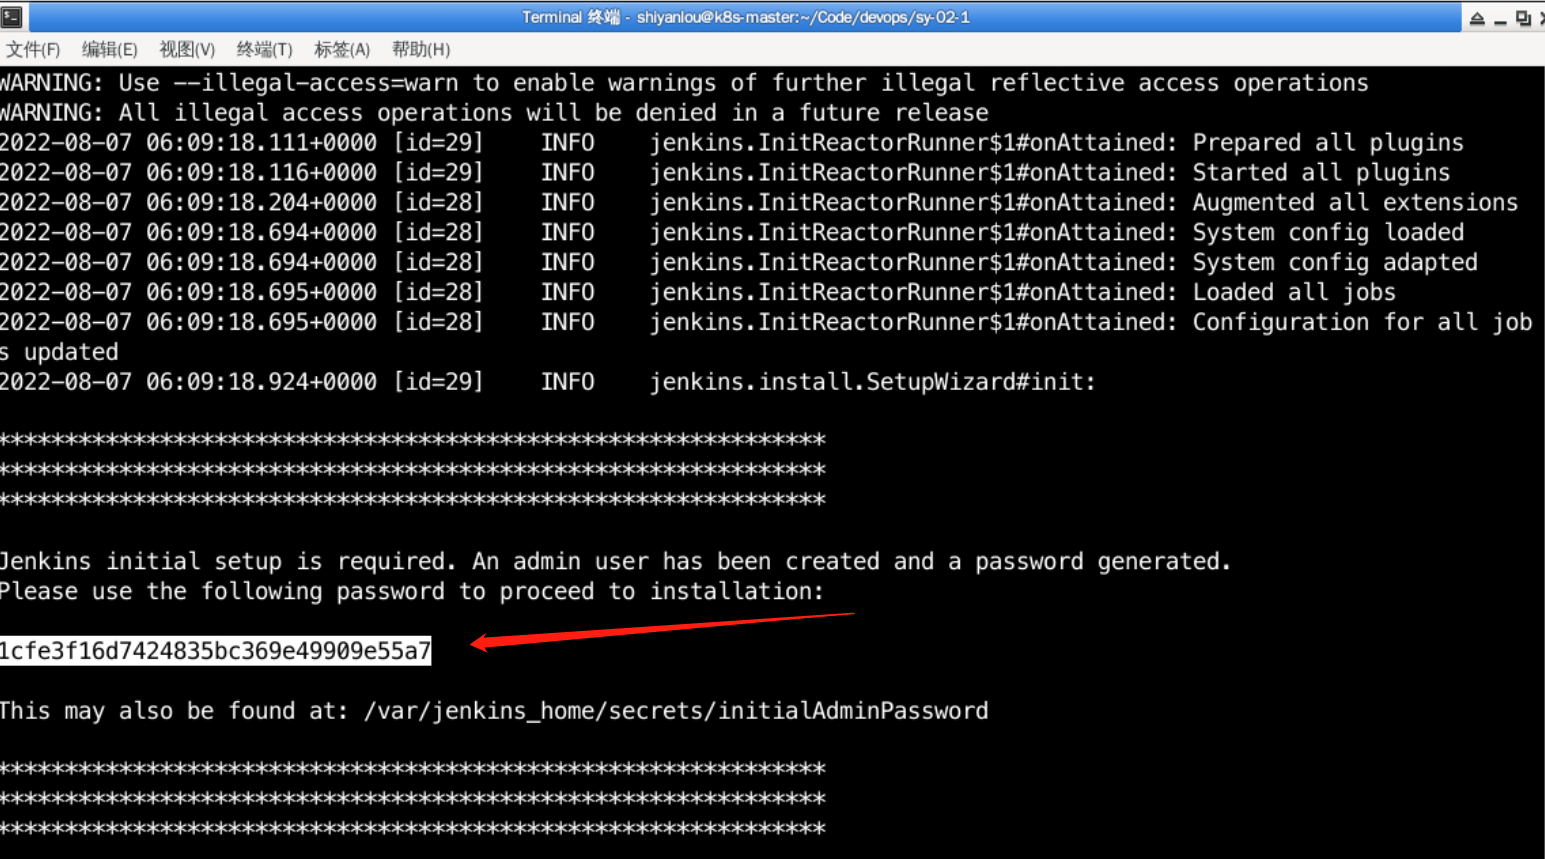 Terminal 终端 - shiyanlou@k8s-master:~/Code/devops/sy-02-1
文件(F) 编辑(E) 视图(V) 终端(T) 标签(A) 帮助(H)
WARNING: Use --illegal-access=warn to enable warnings of further illegal reflective access operations
WARNING: All illegal access operations will be denied in a future release
2022-08-07 06:09:18.111+0000 [id=29] INFO jenkins.InitReactorRunner$1#onAttained: Prepared all plugins
2022-08-07 06:09:18.116+0000 [id=29] INFO jenkins.InitReactorRunner$1#onAttained: Started all plugins
2022-08-07 06:09:18.204+0000 [id=28] INFO jenkins.InitReactorRunner$1#onAttained: Augmented all extensions
2022-08-07 06:09:18.694+0000 [id=28] INFO jenkins.InitReactorRunner$1#onAttained: System config loaded
2022-08-07 06:09:18.694+0000 [id=28] INFO jenkins.InitReactorRunner$1#onAttained: System config adapted
2022-08-07 06:09:18.695+0000 [id=28] INFO jenkins.InitReactorRunner$1#onAttained: Loaded all jobs
2022-08-07 06:09:18.695+0000 [id=28] INFO jenkins.InitReactorRunner$1#onAttained: Configuration for all job
s updated
2022-08-07 06:09:18.924+0000 [id=29] INFO jenkins.install.SetupWizard#init:
*************************************************************
*************************************************************
*************************************************************
Jenkins initial setup is required. An admin user has been created and a password generated.
Please use the following password to proceed to installation:
1cfe3f16d7424835bc369e49909e55a7
This may also be found at: /var/jenkins_home/secrets/initialAdminPassword
*************************************************************
*************************************************************
*************************************************************